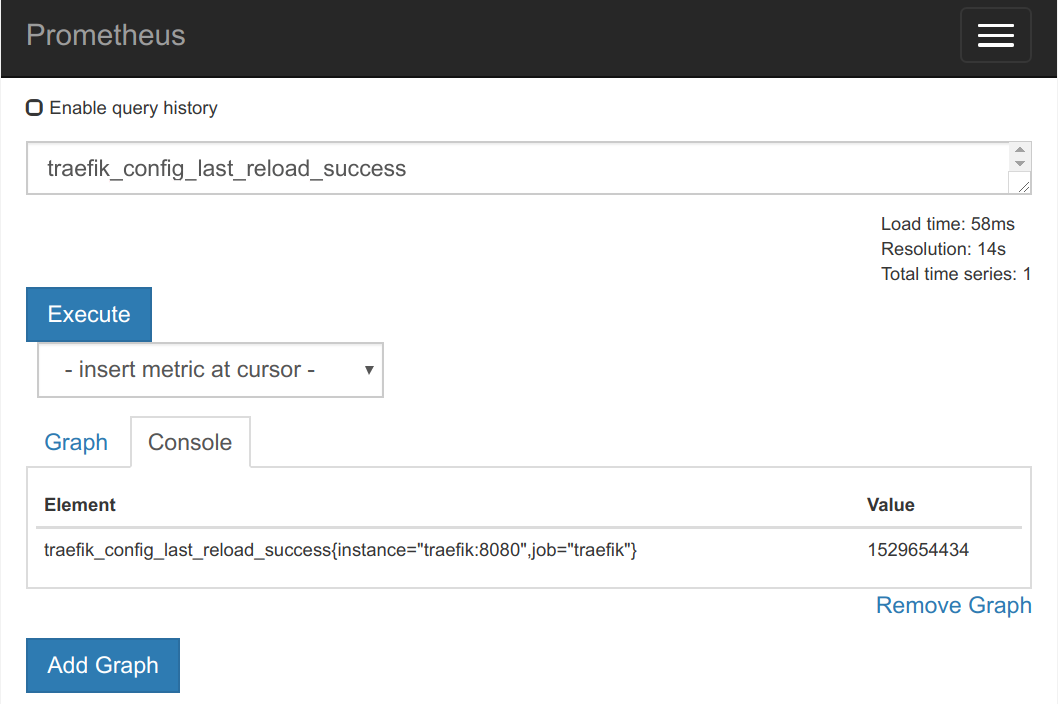 Prometheus
Enable query history
traefik_config_last_reload_success
Load time: 58ms
Resolution: 14s
Total time series: 1
Execute
- insert metric at cursor -
Graph Console
Element Value
traefik_config_last_reload_success{instance="traefik:8080",job="traefik"} 1529654434
Remove Graph
Add Graph